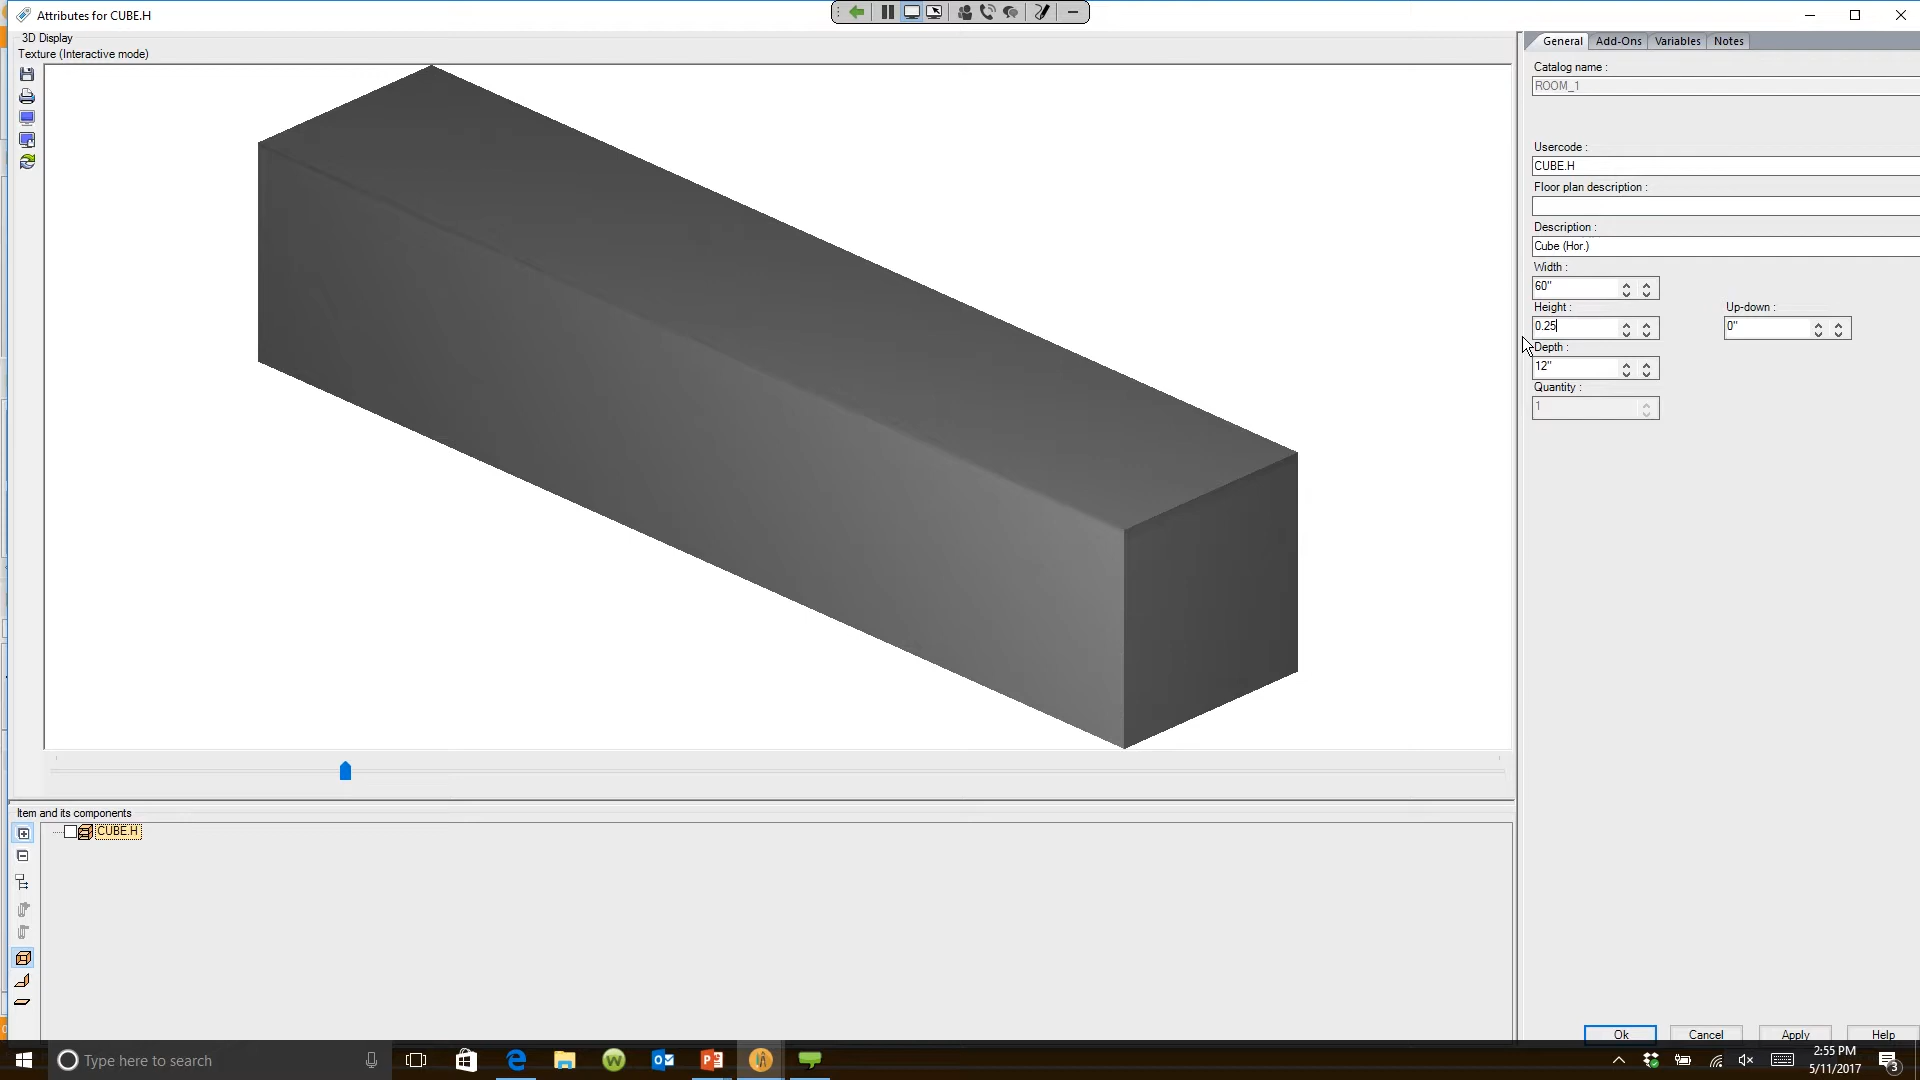 Attributes for CUBE.H
3D Display
Texture (Interactive mode)
General
Add-Ons
Variables
Notes
Catalog name :
ROOM_1
Usercode :
CUBE.H
Floor plan description :
Description :
Cube (Hor.)
Width :
60"
Height :
Up-down :
0.25
0"
Depth :
12"
Quantity :
1
Item and its components
CUBE.H
Ok
Cancel
Apply
Help
Type here to search
2:55 PM
5/11/2017
3